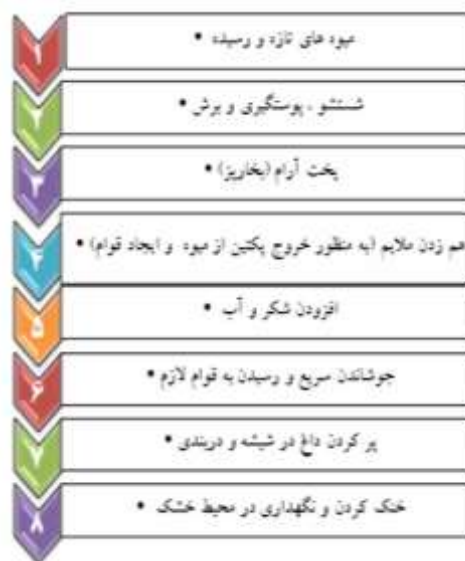 ۱ • میوه های تازه و رسیده
۲ • شستشو ، پوستگیری و برش
۳ • پخت آرام (بخارپز)
۴ • هم زدن ملایم (به منظور خروج پکتین از میوه و ایجاد قوام)
۵ • افزودن شکر و آب
۶ • جوشاندن سریع و رسیدن به قوام لازم
۷ • پر کردن داغ در شیشه و دربندی
۸ • خنک کردن و نگهداری در محیط خشک